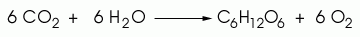 6 CO₂ + 6 H₂O ⟶ C₆H₁₂O₆ + 6 O₂